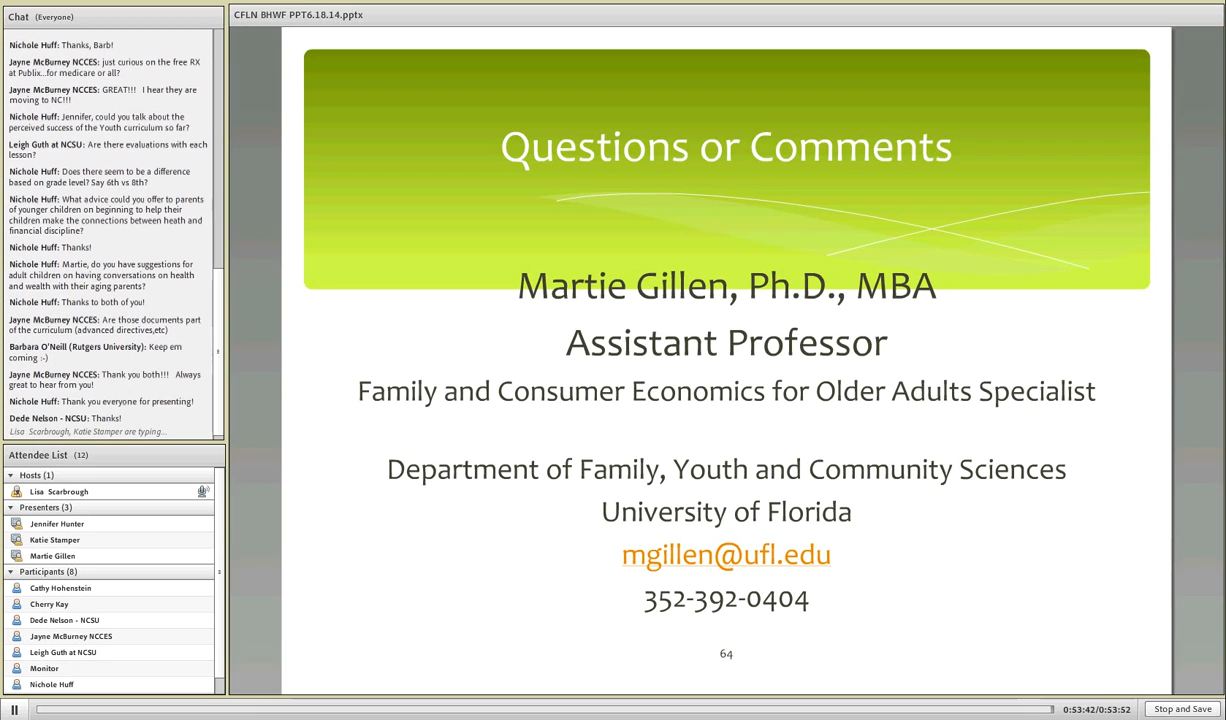 Chat (Everyone)
Nichole Huff: Thanks, Barb!
Jayne McBurney NCCES: just curious on the free RX
at Publix...for medicare or all?
Jayne McBurney NCCES: GREAT!!! I hear they are
moving to NC!!!
Nichole Huff: Jennifer, could you talk about the
perceived success of the Youth curriculum so far?
Leigh Guth at NCSU: Are there evaluations with each
lesson?
Nichole Huff: Does there seem to be a difference
based on grade level? Say 6th vs 8th?
Nichole Huff: What advice could you offer to parents
of younger children on beginning to help their
children make the connections between heath and
financial discipline?
Nichole Huff: Thanks!
Nichole Huff: Martie, do you have suggestions for
adult children on having conversations on health
and wealth with their aging parents?
Nichole Huff: Thanks to both of you!
Jayne McBurney NCCES: Are those documents part
of the curriculum (advanced directives,etc)
Barbara O'Neill (Rutgers University): Keep em
coming :-)
Jayne McBurney NCCES: Thank you both!!! Always
great to hear from you!
Nichole Huff: Thank you everyone for presenting!
Dede Nelson - NCSU: Thanks!
Lisa Scarbrough, Katie Stamper are typing...
Attendee List (12)
Hosts (1)
Lisa Scarbrough
Presenters (3)
Jennifer Hunter
Katie Stamper
Martie Gillen
Participants (8)
Cathy Hohenstein
Cherry Kay
Dede Nelson - NCSU
Jayne McBurney NCCES
Leigh Guth at NCSU
Monitor
Nichole Huff
CFLN BHWF PPT6.18.14.pptx
Questions or Comments
Martie Gillen, Ph.D., MBA
Assistant Professor
Family and Consumer Economics for Older Adults Specialist
Department of Family, Youth and Community Sciences
University of Florida
mgillen@ufl.edu
352-392-0404
64
0:53:42/0:53:52
Stop and Save